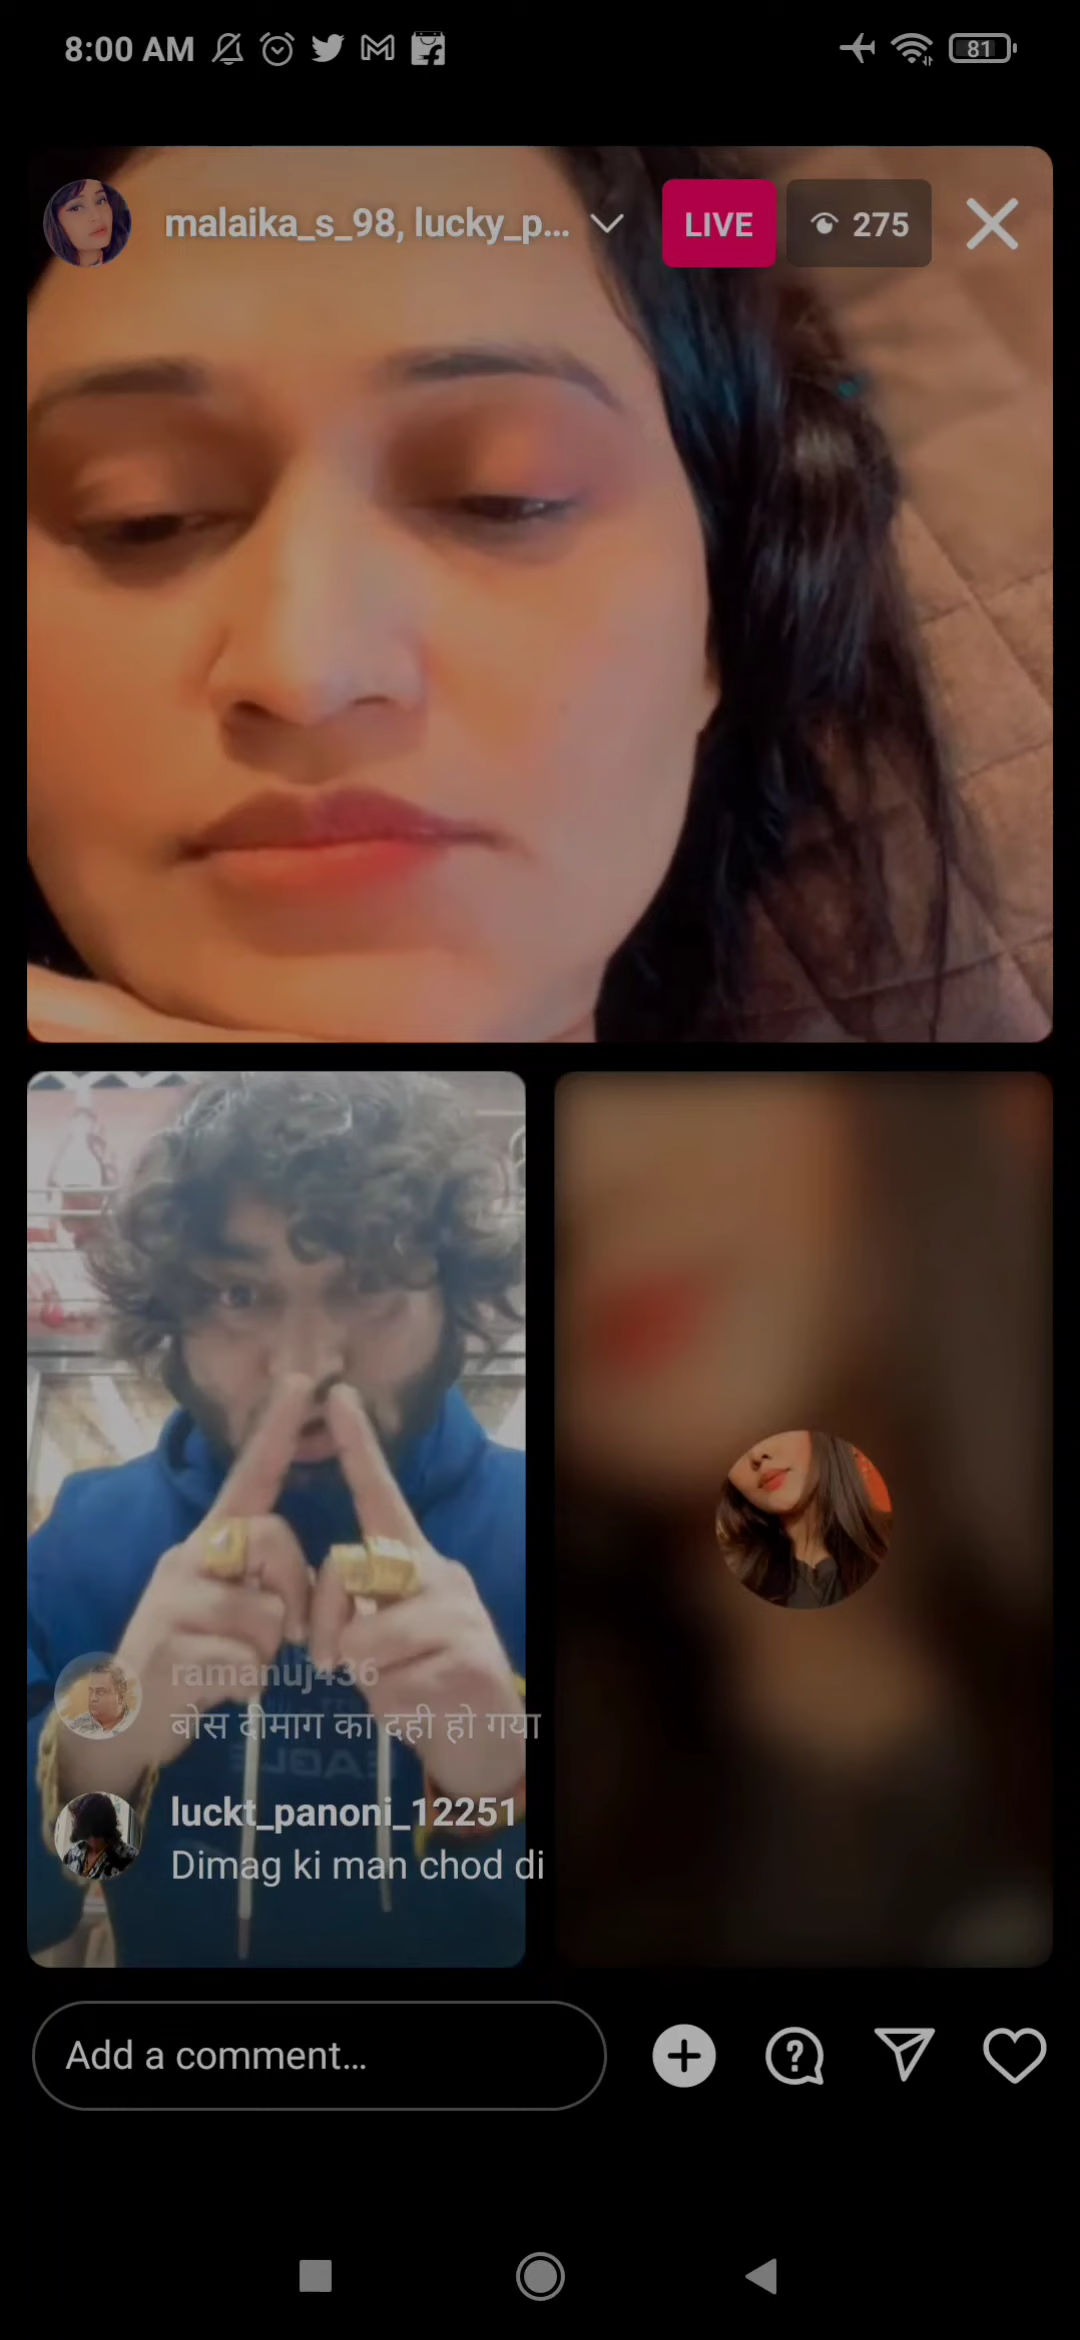 8:00 AM
81
malaika_s_98, lucky_p...
LIVE
275
ramanuj436
बोस दीमाग का दही हो गया
EAGLE
luckt_panoni_12251
Dimag ki man chod di
Add a comment...